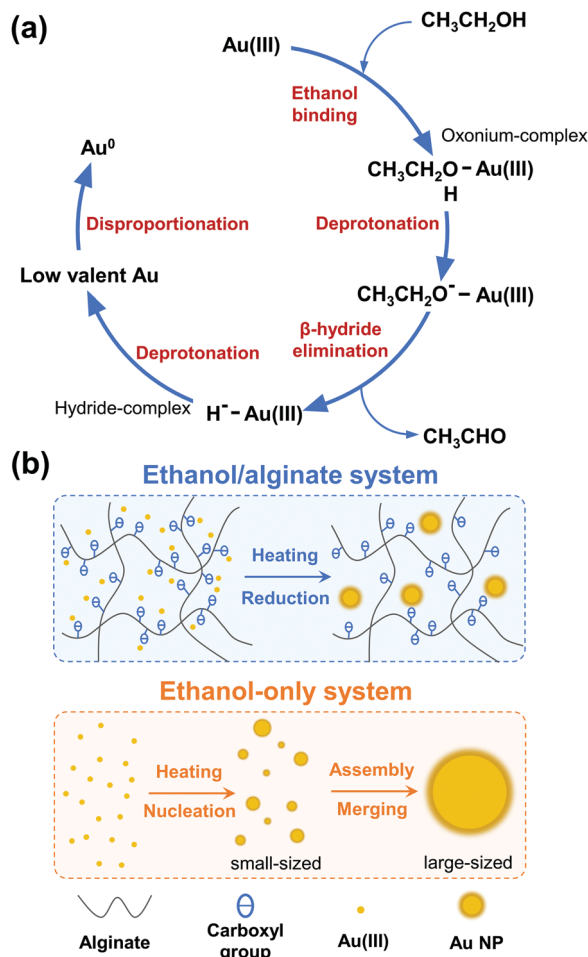 (a)
Au(III)
CH₃CH₂OH
Ethanol
binding
Oxonium-complex
CH₃CH₂O – Au(III)
H
Au⁰
Disproportionation
Deprotonation
Low valent Au
CH₃CH₂O⁻ – Au(III)
β-hydride
elimination
Deprotonation
Hydride-complex
H⁻ – Au(III)
CH₃CHO
(b)
Ethanol/alginate system
Heating
Reduction
Ethanol-only system
Heating
Nucleation
Assembly
Merging
small-sized
large-sized
Alginate
Carboxyl
group
Au(III)
Au NP